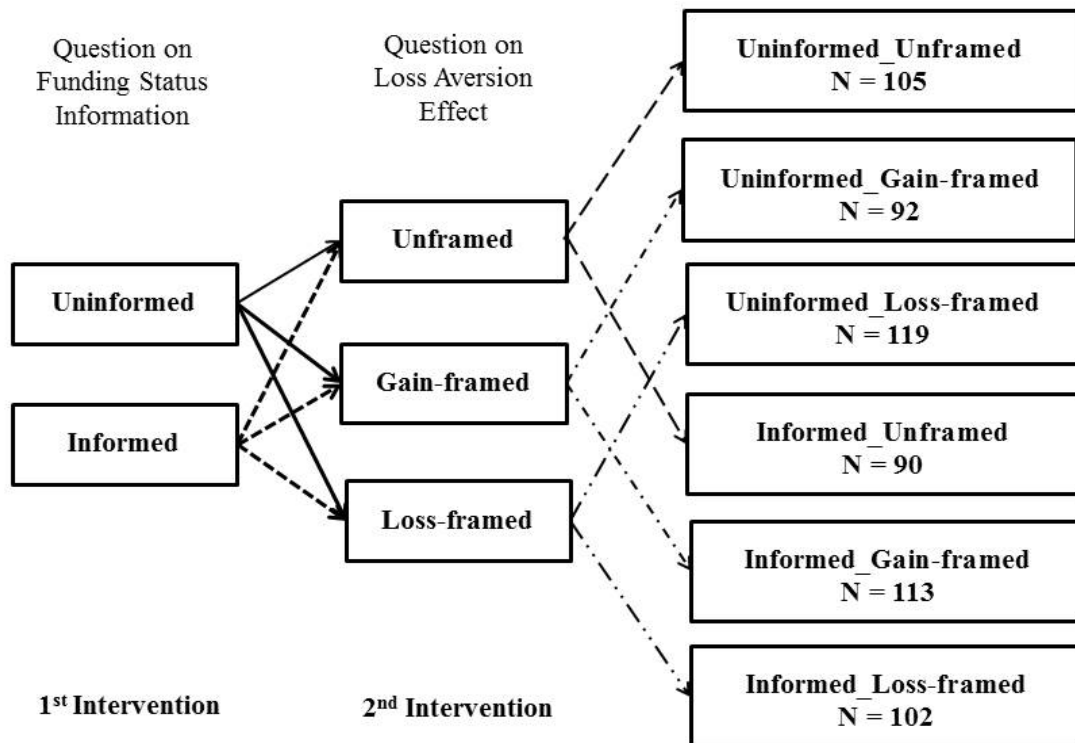 Question on
Funding Status
Information
Question on
Loss Aversion
Effect
Uninformed
Informed
Unframed
Gain-framed
Loss-framed
Uninformed_Unframed
N = 105
Uninformed_Gain-framed
N = 92
Uninformed_Loss-framed
N = 119
Informed_Unframed
N = 90
Informed_Gain-framed
N = 113
Informed_Loss-framed
N = 102
1st Intervention
2nd Intervention